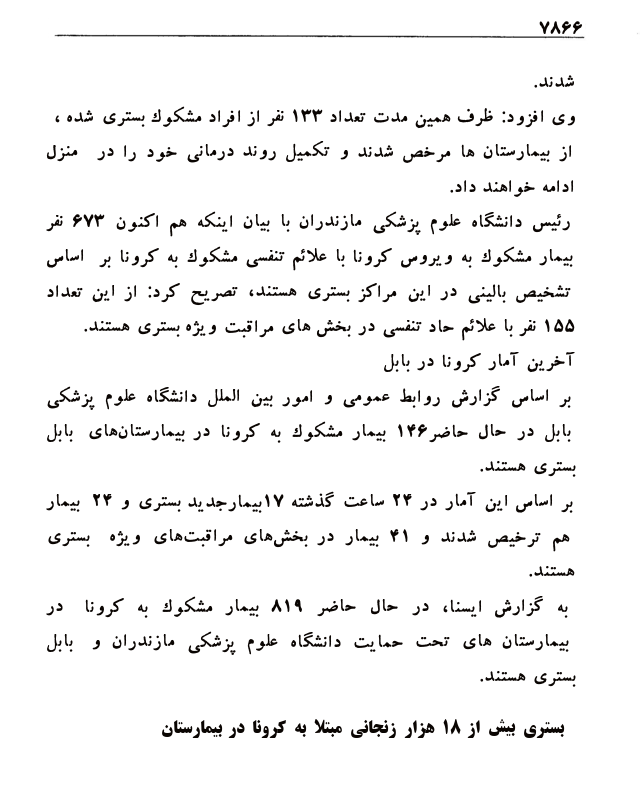 ۷۸۶۶
شدند.
وی افزود: ظرف همین مدت تعداد ۱۳۳ نفر از افراد مشکوك بستری شده ،
از بیمارستان ها مرخص شدند و تکمیل روند درمانی خود را در منزل
ادامه خواهند داد.
رئیس دانشگاه علوم پزشکی مازندران با بیان اینکه هم اکنون ۶۷۳ نفر
بیمار مشکوك به ویروس کرونا با علائم تنفسی مشکوك به کرونا بر اساس
تشخیص بالینی در این مراکز بستری هستند، تصریح کرد: از این تعداد
۱۵۵ نفر با علائم حاد تنفسی در بخش های مراقبت ویژه بستری هستند.
آخرین آمار کرونا در بابل
بر اساس گزارش روابط عمومی و امور بین الملل دانشگاه علوم پزشکی
بابل در حال حاضر۱۴۶ بیمار مشکوك به کرونا در بیمارستان‌های بابل
بستری هستند.
بر اساس این آمار در ۲۴ ساعت گذشته ۱۷بیمارجدید بستری و ۲۴ بیمار
هم ترخیص شدند و ۴۱ بیمار در بخش‌های مراقبت‌های ویژه بستری
هستند.
به گزارش ایسنا، در حال حاضر ۸۱۹ بیمار مشکوك به کرونا در
بیمارستان های تحت حمایت دانشگاه علوم پزشکی مازندران و بابل
بستری هستند.
بستری بیش از ۱۸ هزار زنجانی مبتلا به کرونا در بیمارستان